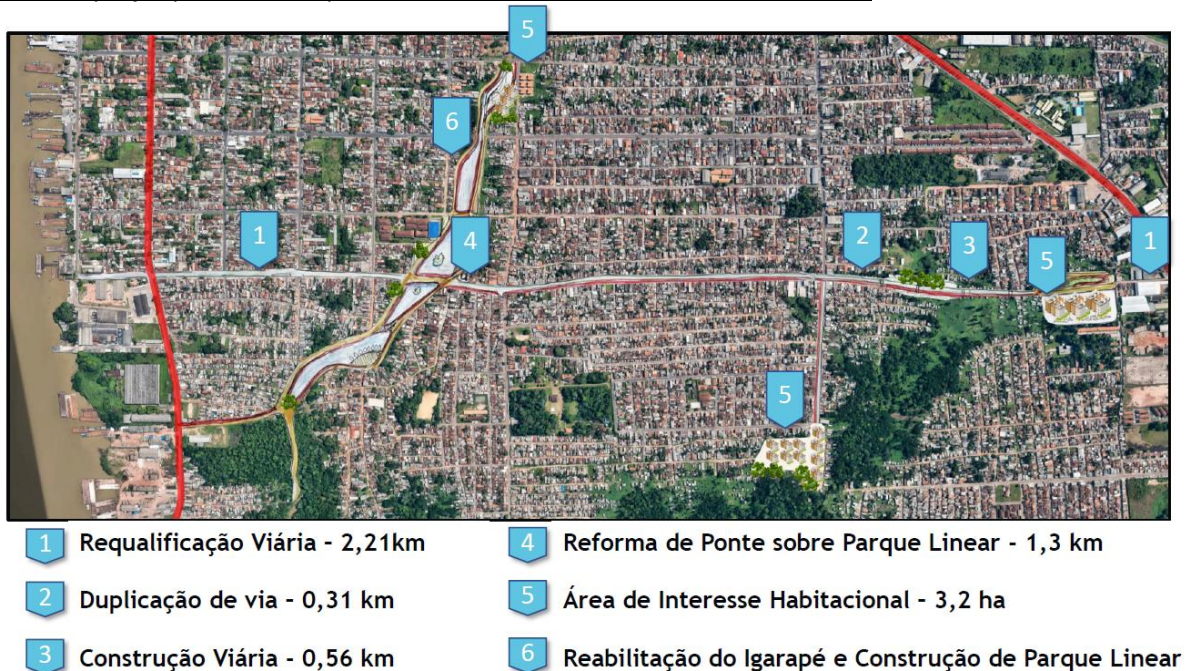 5
6
1
4
2
3
5
1
5
1 Requalificação Viária - 2,21km
2 Duplicação de via - 0,31 km
3 Construção Viária - 0,56 km
4 Reforma de Ponte sobre Parque Linear - 1,3 km
5 Área de Interesse Habitacional - 3,2 ha
6 Reabilitação do Igarapé e Construção de Parque Linear